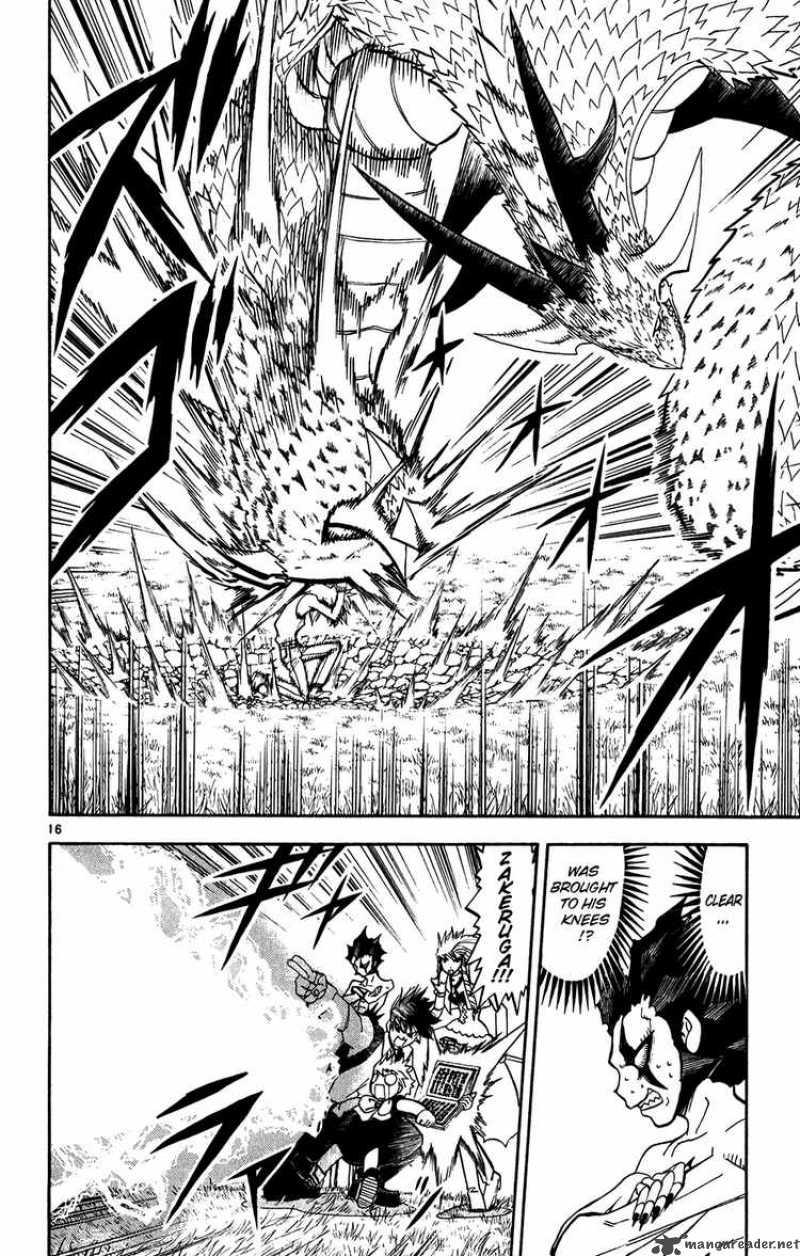 16
CLEAR
...
WAS
BROUGHT
TO HIS
KNEES
!?
ZAKERUGA!!!
mangareader.net